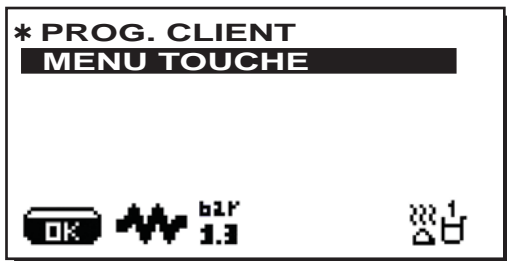 * PROG. CLIENT
MENU TOUCHE
OK
bar
1.3
1